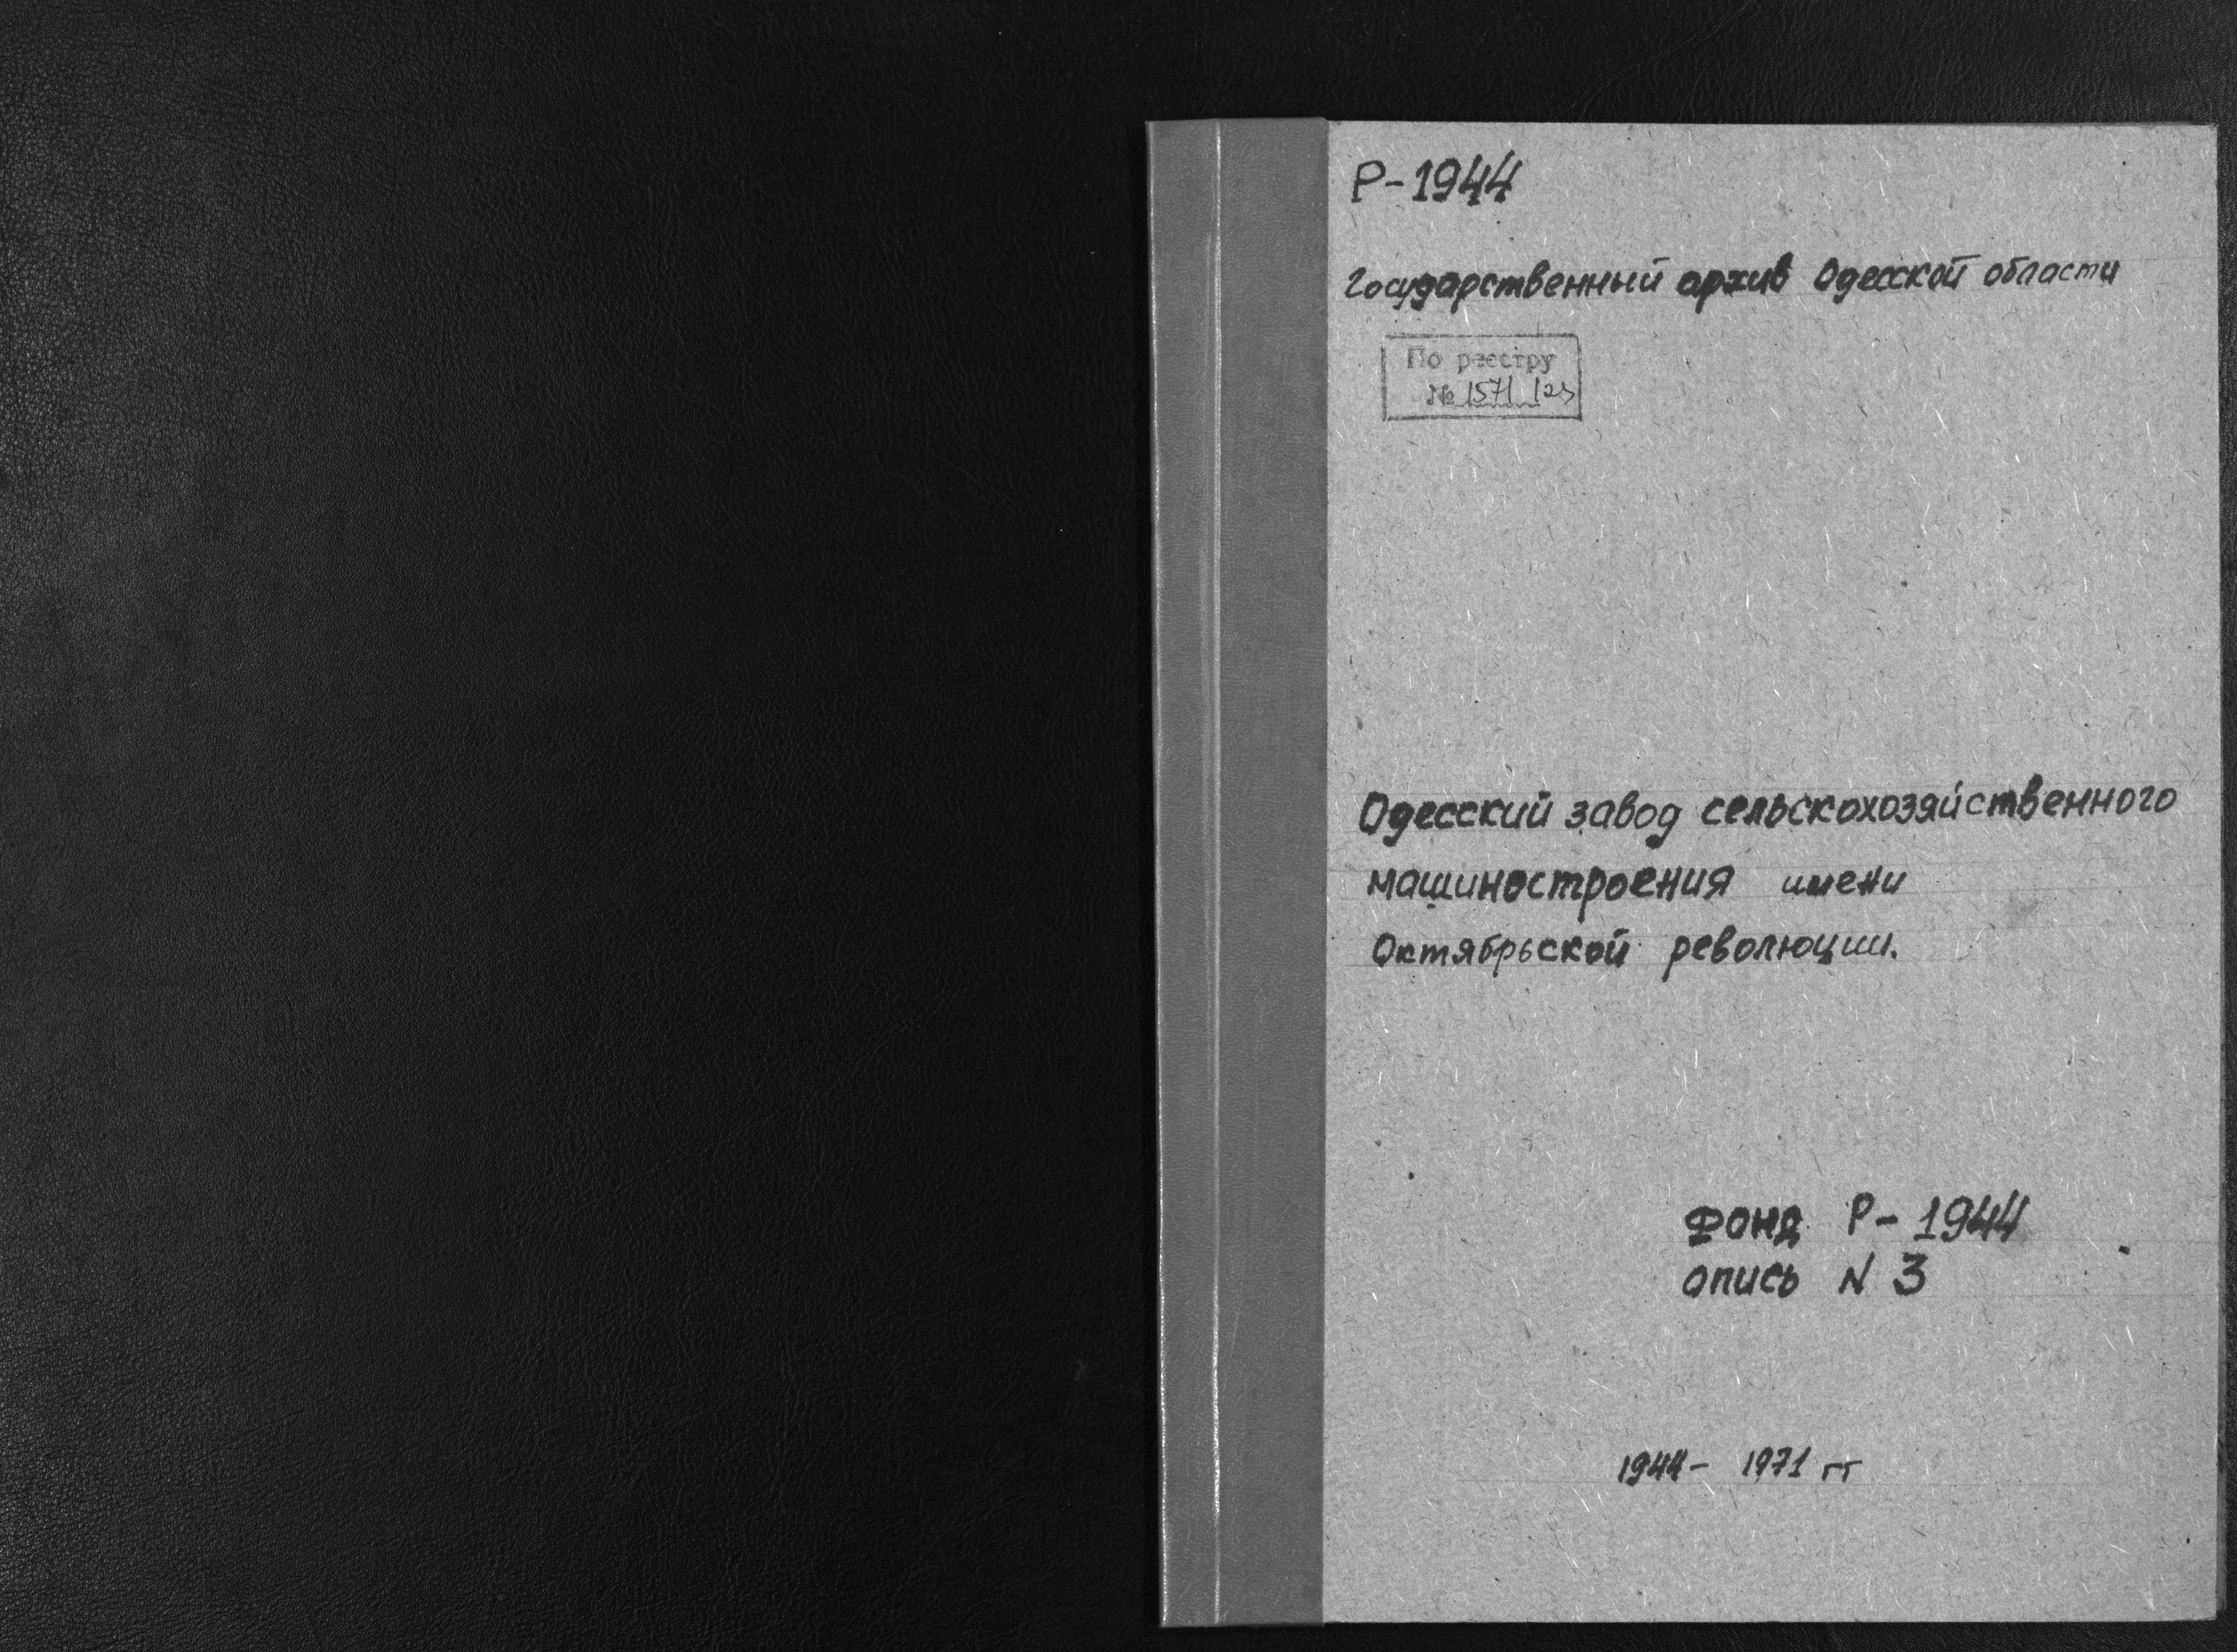 Р-1944
Государственный архив Одесской области
По реєстру
№ 1571
Одесский завод сельскохозяйственного
машиностроения имени
Октябрьской революции.
Фонд Р-1944
опись N 3
1944- 1971 гг